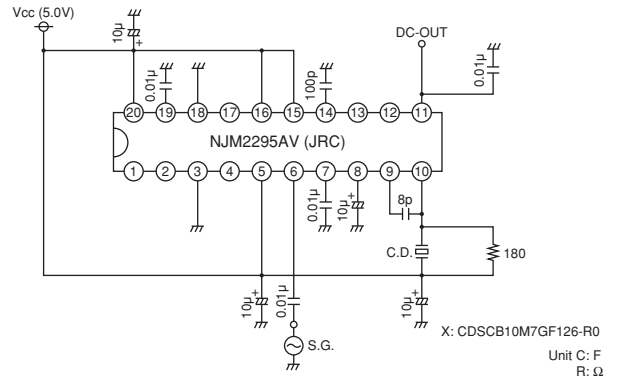 Vcc (5.0V)
10µ
+
0.01µ
100p
DC-OUT
0.01µ
20 19 18 17 16 15 14 13 12 11
NJM2295AV (JRC)
1 2 3 4 5 6 7 8 9 10
0.01µ
10µ
+
8p
C.D.
180
10µ
+
0.01µ
10µ
+
S.G.
X: CDSCB10M7GF126-R0
Unit C: F
R: Ω